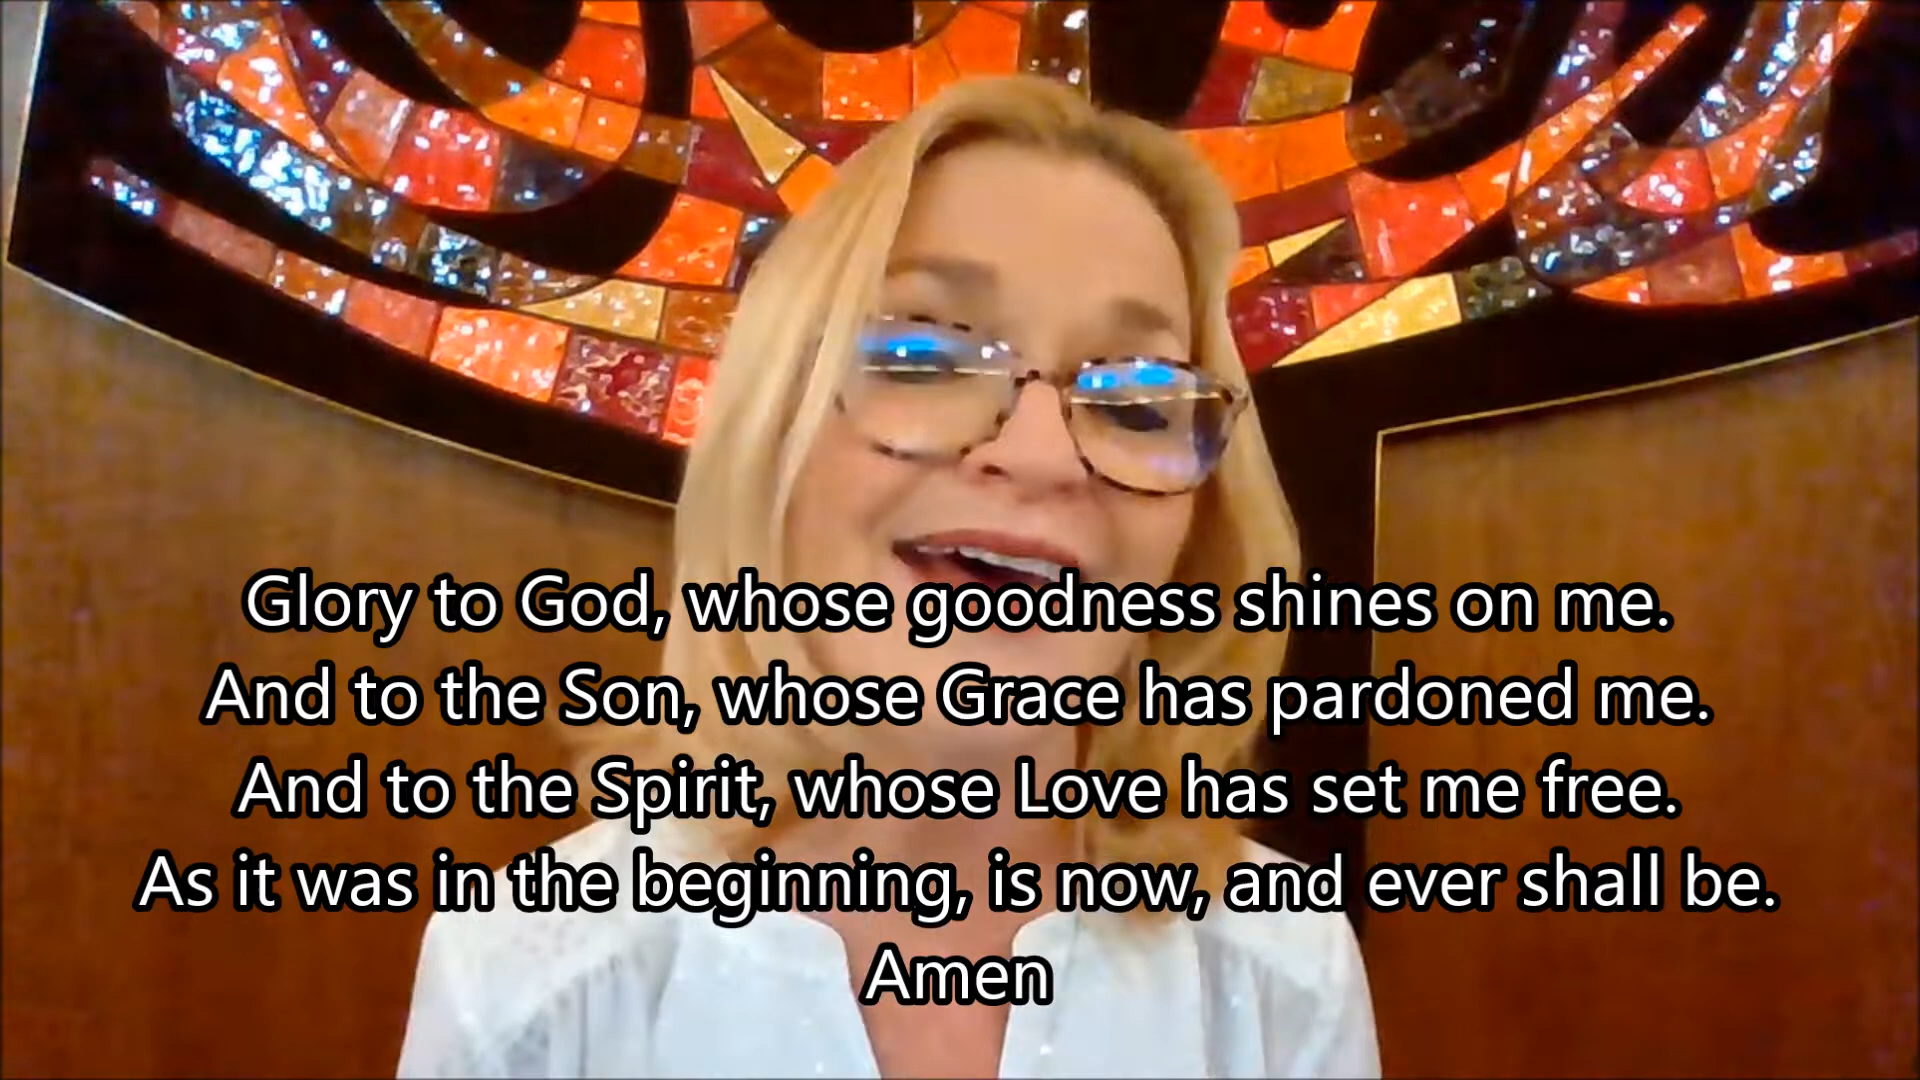 Glory to God, whose goodness shines on me.
And to the Son, whose Grace has pardoned me.
And to the Spirit, whose Love has set me free.
As it was in the beginning, is now, and ever shall be.
Amen